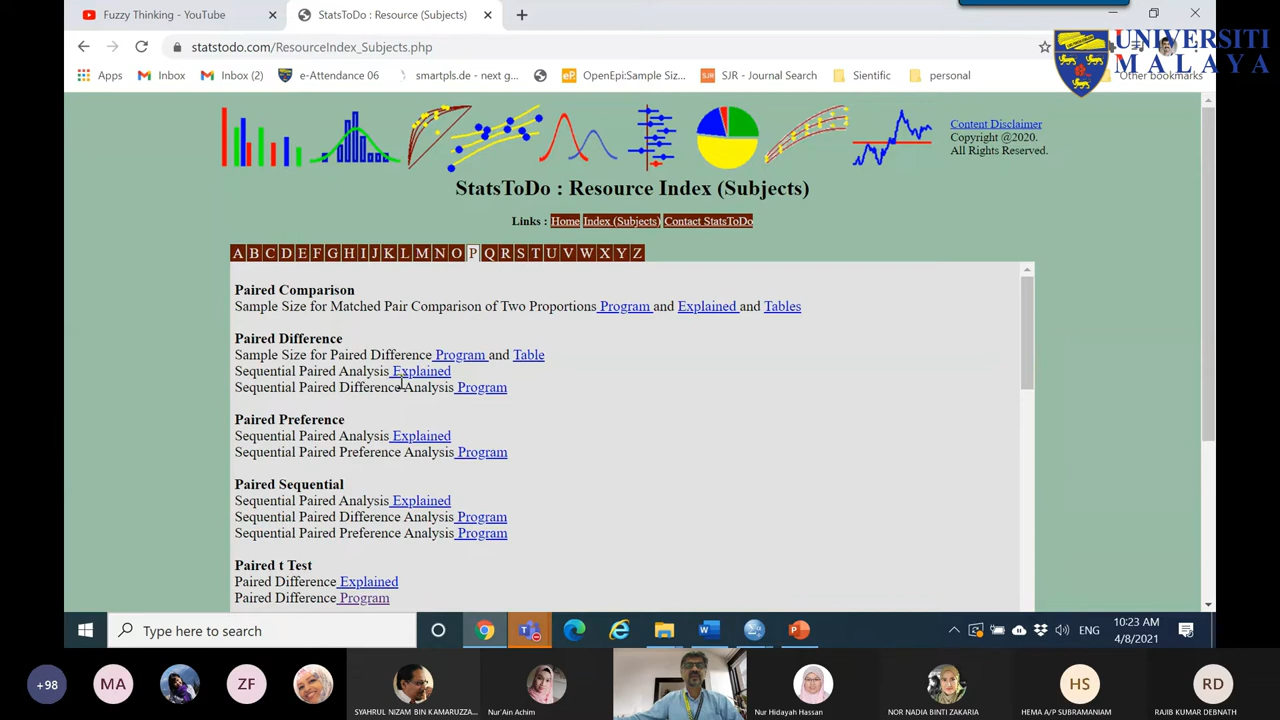 Fuzzy Thinking - YouTube
StatsToDo : Resource (Subjects)
statstodo.com/ResourceIndex_Subjects.php
UNIVERSITI
MALAYA
Apps
Inbox
Inbox (2)
e-Attendance 06
smartpls.de - next g...
eP.
OpenEpi:Sample Siz...
SJR
SJR - Journal Search
Sientific
personal
Other bookmarks
Content Disclaimer
Copyright @2020.
All Rights Reserved.
StatsToDo : Resource Index (Subjects)
Links : Home Index (Subjects) Contact StatsToDo
A B C D E F G H I J K L M N O P Q R S T U V W X Y Z
Paired Comparison
Sample Size for Matched Pair Comparison of Two Proportions Program and Explained and Tables
Paired Difference
Sample Size for Paired Difference Program and Table
Sequential Paired Analysis Explained
Sequential Paired Difference Analysis Program
Paired Preference
Sequential Paired Analysis Explained
Sequential Paired Preference Analysis Program
Paired Sequential
Sequential Paired Analysis Explained
Sequential Paired Difference Analysis Program
Sequential Paired Preference Analysis Program
Paired t Test
Paired Difference Explained
Paired Difference Program
Type here to search
ENG
10:23 AM
4/8/2021
+98
MA
ZF
SYAHRUL NIZAM BIN KAMARUZZA...
Nur'Ain Achim
Nur Hidayah Hassan
NOR NADIA BINTI ZAKARIA
HS
HEMA A/P SUBRAMANIAM
RD
RAJIB KUMAR DEBNATH